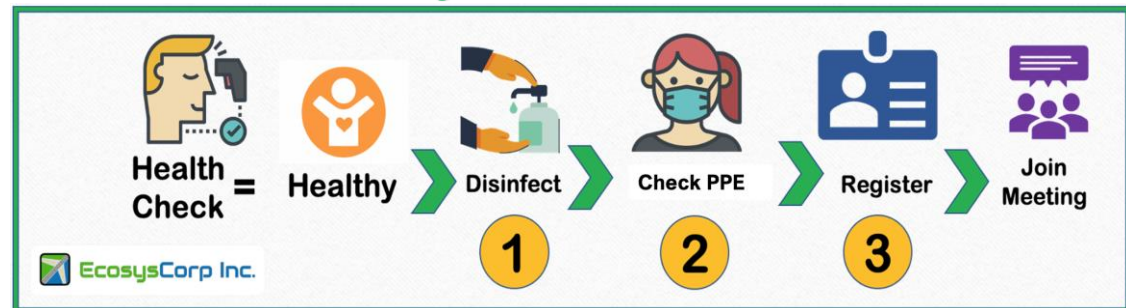 Health
Check
=
Healthy
Disinfect
Check PPE
Register
Join
Meeting
1
2
3
EcosysCorp Inc.